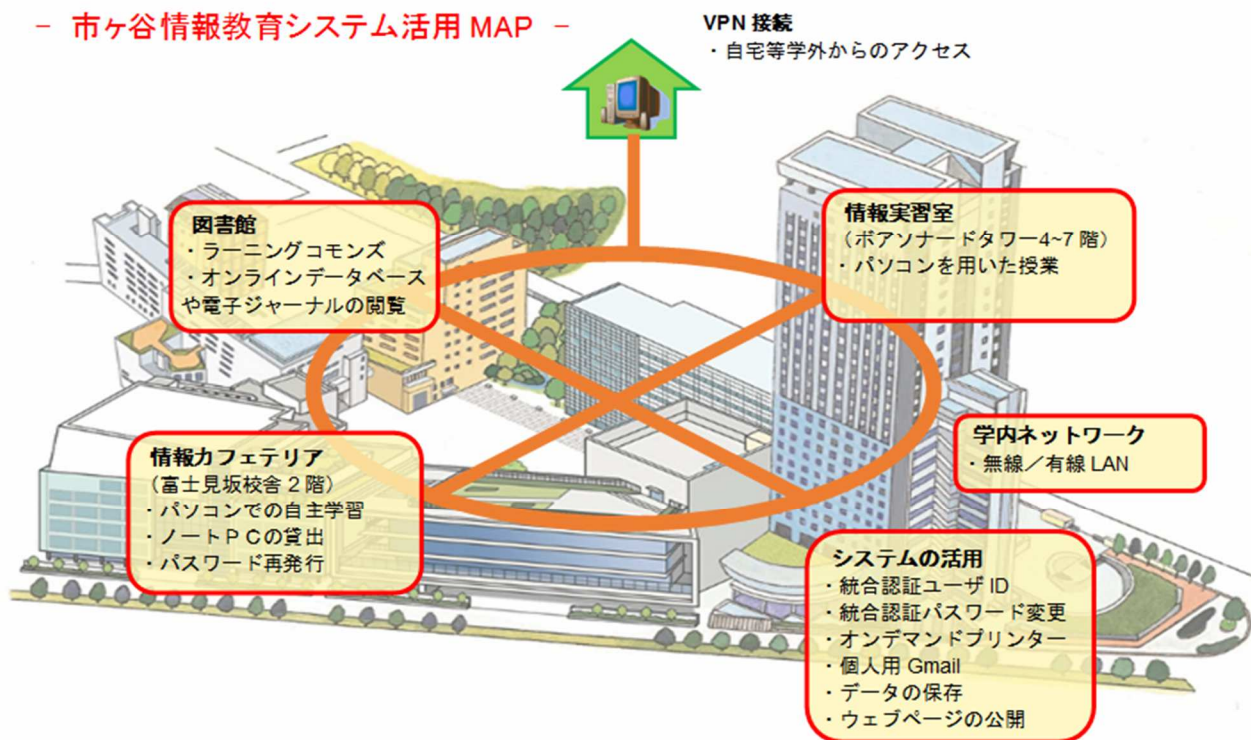 - 市ヶ谷情報教育システム活用 MAP -
VPN 接続
・自宅等学外からのアクセス
図書館
・ラーニングコモンズ
・オンラインデータベース
や電子ジャーナルの閲覧
情報実習室
（ボアソナードタワー4~7 階）
・パソコンを用いた授業
情報カフェテリア
（富士見坂校舎 2 階）
・パソコンでの自主学習
・ノートＰＣの貸出
・パスワード再発行
学内ネットワーク
・無線／有線 LAN
システムの活用
・統合認証ユーザ ID
・統合認証パスワード変更
・オンデマンドプリンター
・個人用 Gmail
・データの保存
・ウェブページの公開